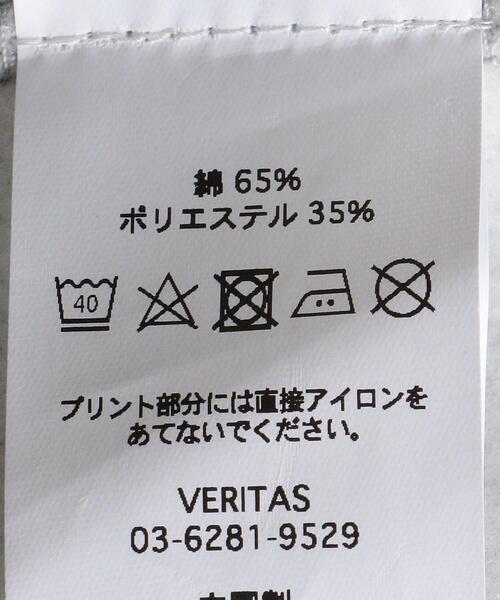 綿 65%
ポリエステル 35%
40
プリント部分には直接アイロンを
あてないでください。
VERITAS
03-6281-9529